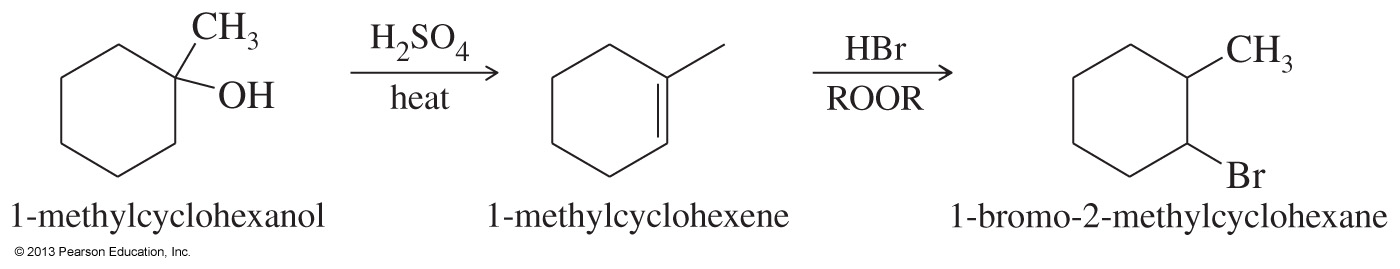 CH₃
OH
H₂SO₄
heat
HBr
ROOR
CH₃
Br
1-methylcyclohexanol
1-methylcyclohexene
1-bromo-2-methylcyclohexane
© 2013 Pearson Education, Inc.